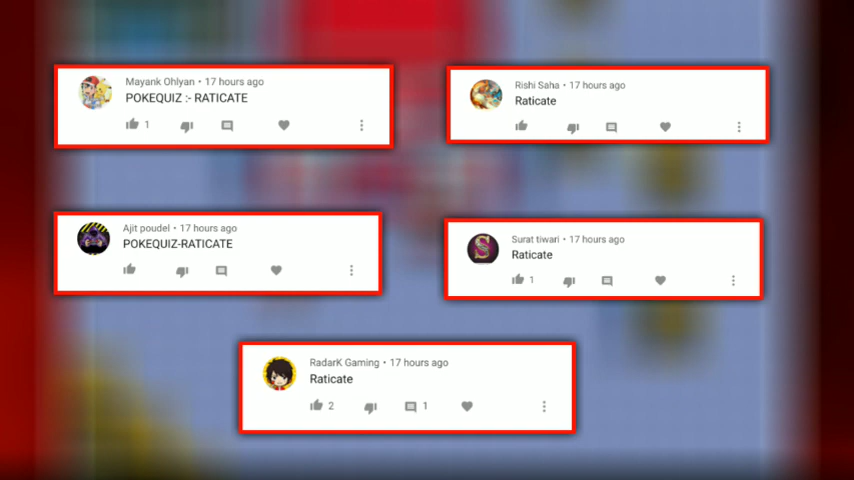 Mayank Ohlyan • 17 hours ago
POKEQUIZ :- RATICATE
1
Rishi Saha • 17 hours ago
Raticate
Ajit poudel • 17 hours ago
POKEQUIZ-RATICATE
Surat tiwari • 17 hours ago
Raticate
1
RadarK Gaming • 17 hours ago
Raticate
2 1